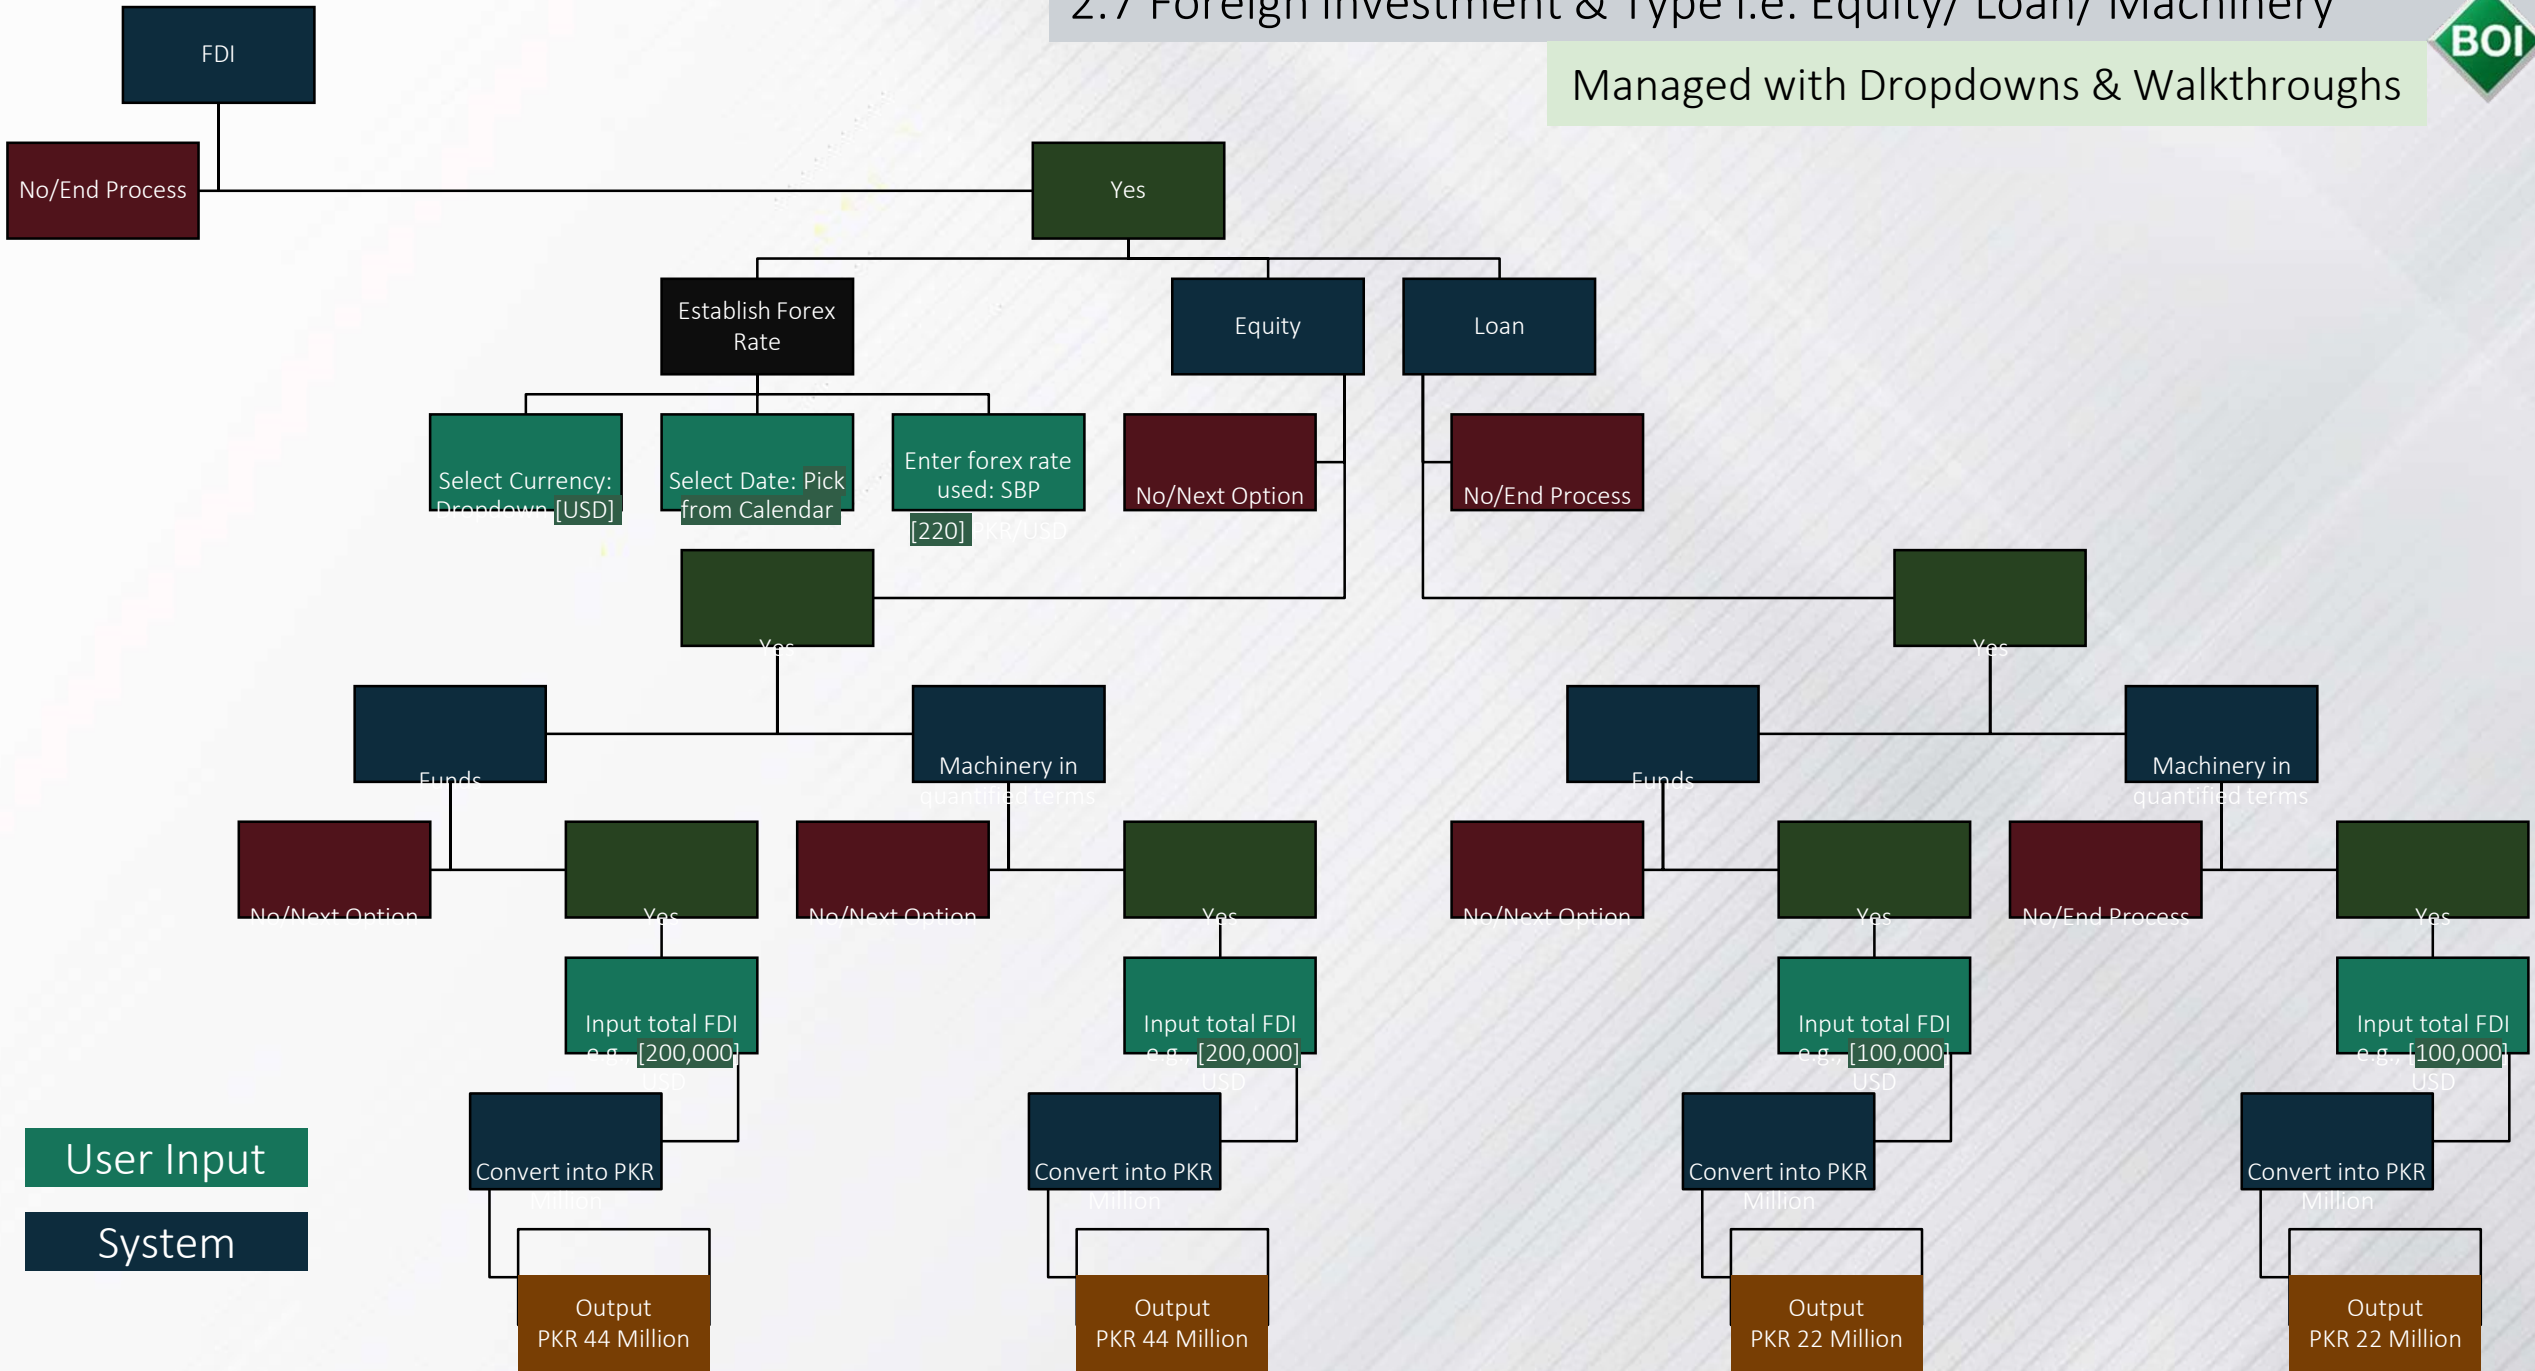 2.7 Foreign Investment & Type i.e. Equity/ Loan/ Machinery
BOI
Managed with Dropdowns & Walkthroughs
FDI
No/End Process
Yes
Establish Forex
Rate
Equity
Loan
Select Currency:
Dropdown [USD]
Select Date: Pick
from Calendar
Enter forex rate
used: SBP
[220] PKR/USD
No/Next Option
No/End Process
Yes
Yes
Funds
Machinery in
quantified terms
Funds
Machinery in
quantified terms
No/Next Option
Yes
No/Next Option
Yes
No/Next Option
Yes
No/End Process
Yes
Input total FDI
e.g., [200,000]
USD
Input total FDI
e.g., [200,000]
USD
Input total FDI
e.g., [100,000]
USD
Input total FDI
e.g., [100,000]
USD
Convert into PKR
Million
Convert into PKR
Million
Convert into PKR
Million
Convert into PKR
Million
User Input
System
Output
PKR 44 Million
Output
PKR 44 Million
Output
PKR 22 Million
Output
PKR 22 Million